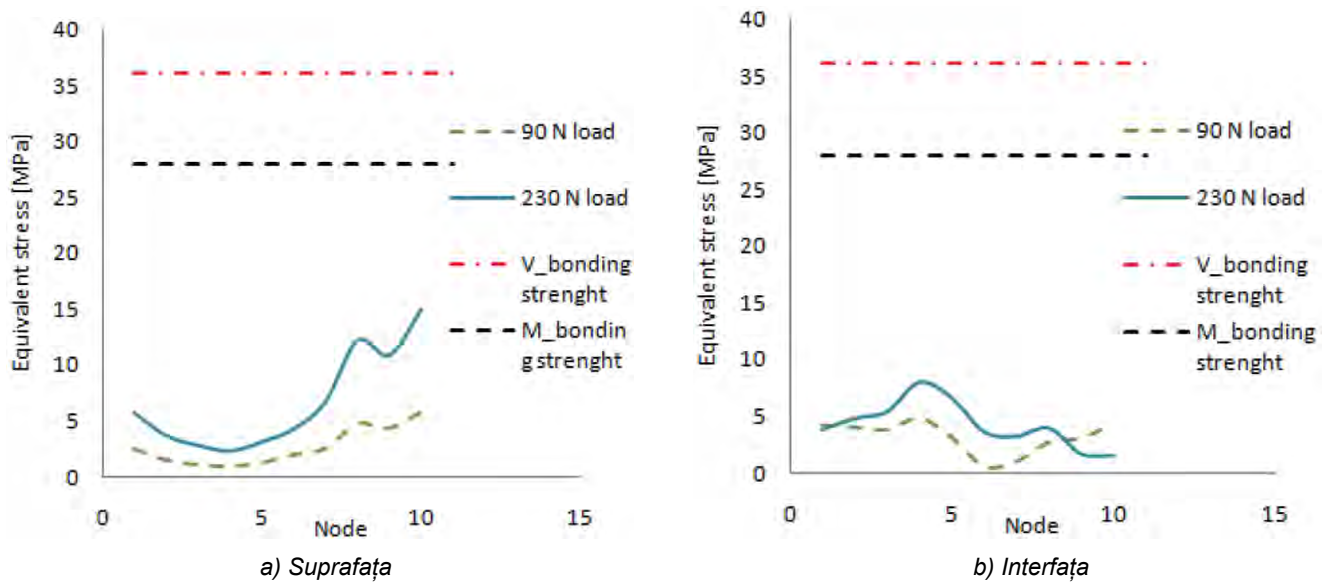 40
35
30
25
20
15
10
5
0
Equivalent stress [MPa]
0
5
10
15
Node
90 N load
230 N load
V_bonding
strenght
M_bondin
g strenght
a) Suprafața
40
35
30
25
20
15
10
5
0
Equivalent stress [MPa]
0
5
10
15
Node
90 N load
230 N load
V_bonding
strenght
M_bonding
strenght
b) Interfața